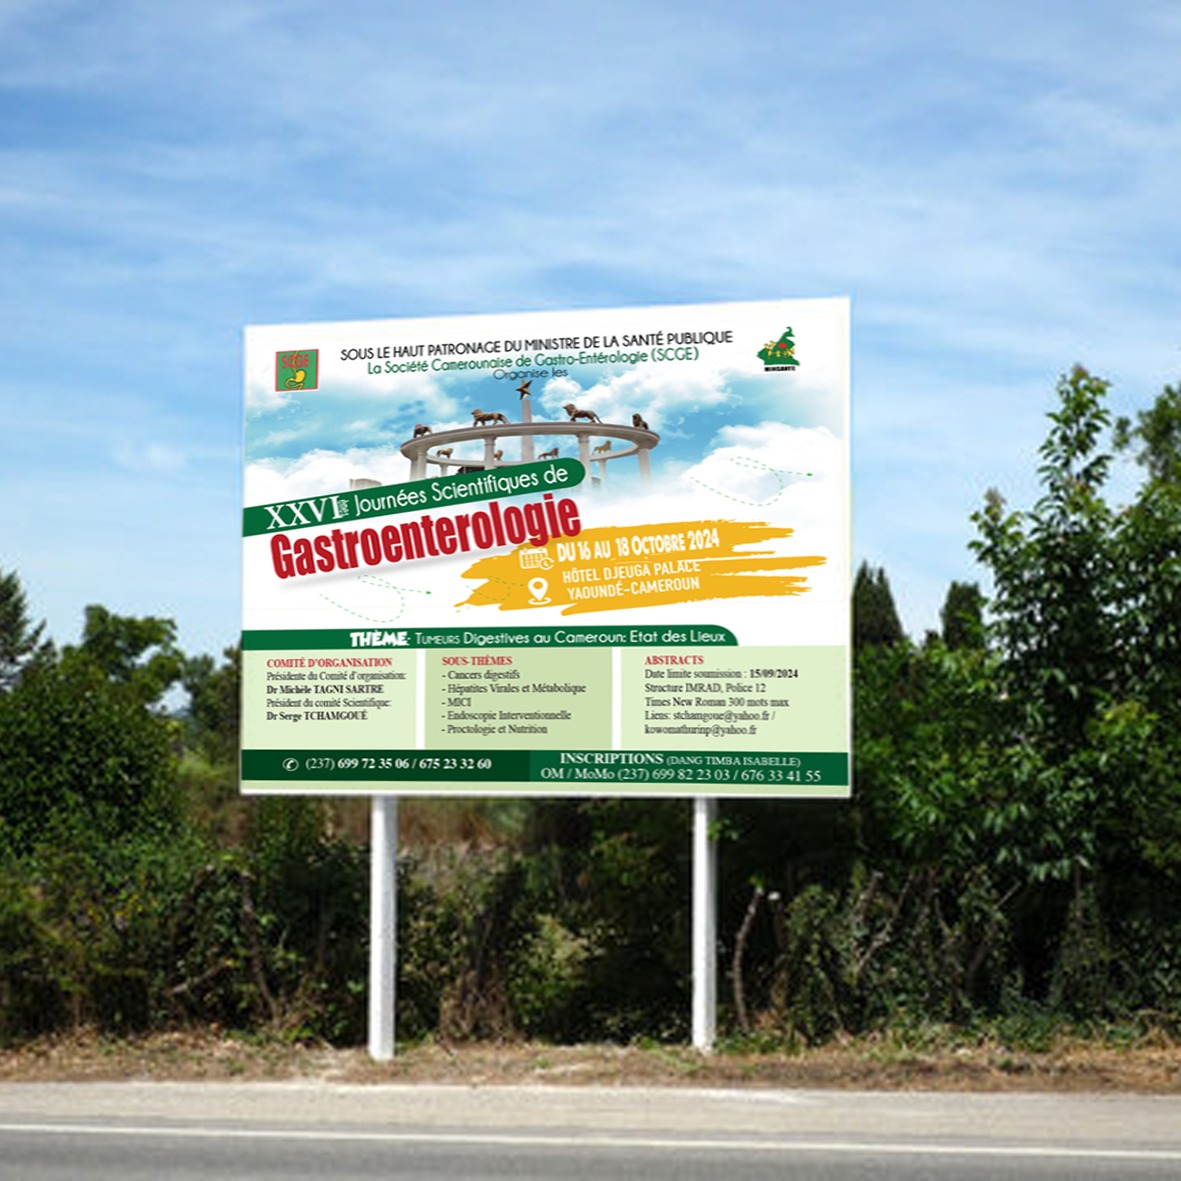 SCGE
SOUS LE HAUT PATRONAGE DU MINISTRE DE LA SANTÉ PUBLIQUE
La Société Camerounaise de Gastro-Entérologie (SCGE)
Organise les
MINSANTE
XXVI Journées Scientifiques de
Gastroenterologie
DU 16 AU 18 OCTOBRE 2024
HÔTEL DJEUGA PALACE
YAOUNDÉ-CAMEROUN
THÈME: TUMEURS Digestives au Cameroun: Etat des Lieux
COMITÉ D'ORGANISATION
Présidente du Comité d'organisation:
Dr Michèle TAGNI SARTRE
Président du comité Scientifique:
Dr Serge TCHAMGOUÉ
SOUS-THÈMES
- Cancers digestifs
- Hépatites Virales et Métabolique
- MICI
- Endoscopie Interventionnelle
- Proctologie et Nutrition
ABSTRACTS
Date limite soumission : 15/09/2024
Structure IMRAD, Police 12
Times New Roman 300 mots max
Liens: stchamgoue@yahoo.fr /
kowomathurinp@yahoo.fr
(237) 699 72 35 06 / 675 23 32 60
INSCRIPTIONS (DANG TIMBA ISABELLE)
OM / MoMo (237) 699 82 23 03 / 676 33 41 55